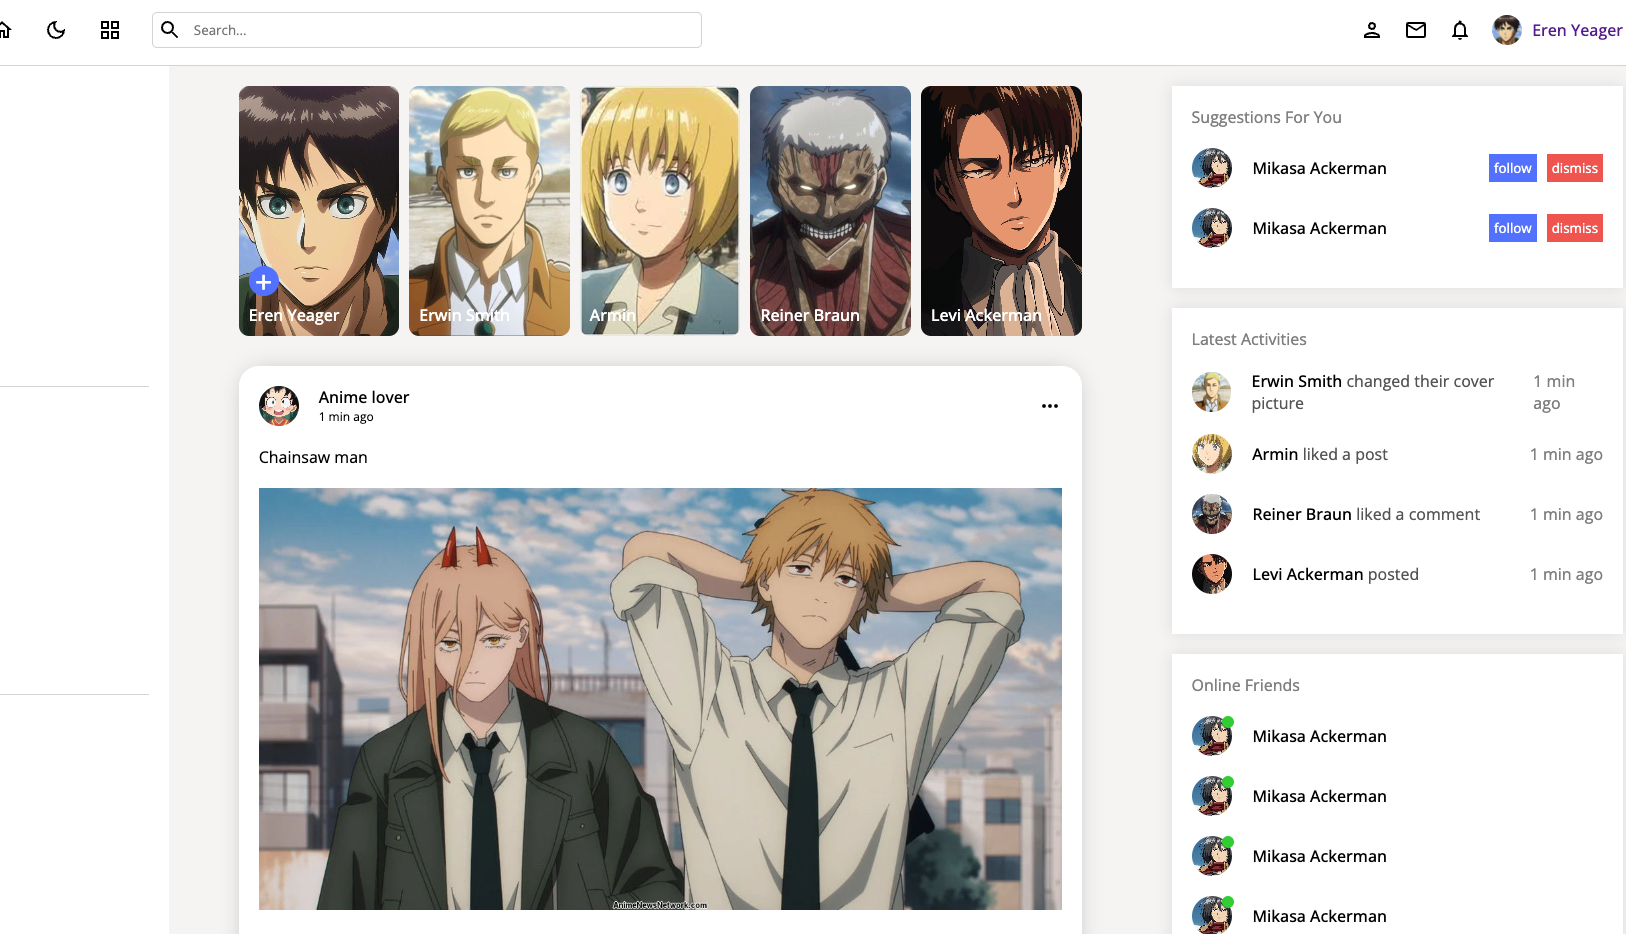 Search...
Eren Yeager
Eren Yeager
Erwin Smith
Armin
Reiner Braun
Levi Ackerman
Anime lover
1 min ago
Chainsaw man
AnimeNewsNetwork.com
Suggestions For You
Mikasa Ackerman follow dismiss
Mikasa Ackerman follow dismiss
Latest Activities
Erwin Smith changed their cover 1 min
picture ago
Armin liked a post 1 min ago
Reiner Braun liked a comment 1 min ago
Levi Ackerman posted 1 min ago
Online Friends
Mikasa Ackerman
Mikasa Ackerman
Mikasa Ackerman
Mikasa Ackerman